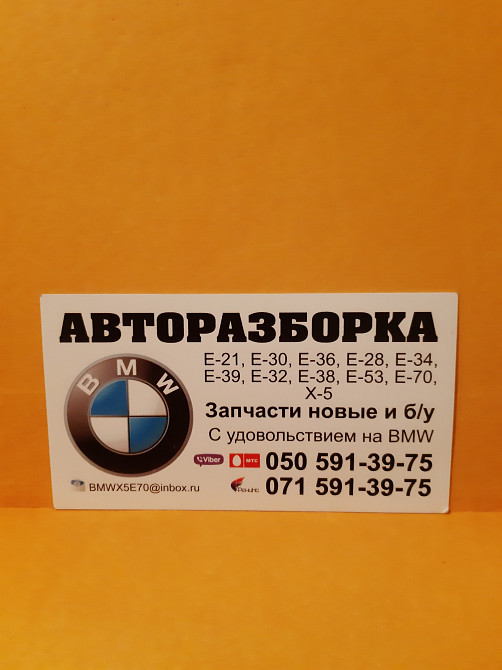 АВТОРАЗБОРКА
BMW
Е-21, Е-30, Е-36, Е-28, Е-34,
Е-39, Е-32, Е-38, Е-53, Е-70,
Х-5
Запчасти новые и б/у
С удовольствием на BMW
Viber МТС 050 591-39-75
BMWX5E70@inbox.ru 071 591-39-75